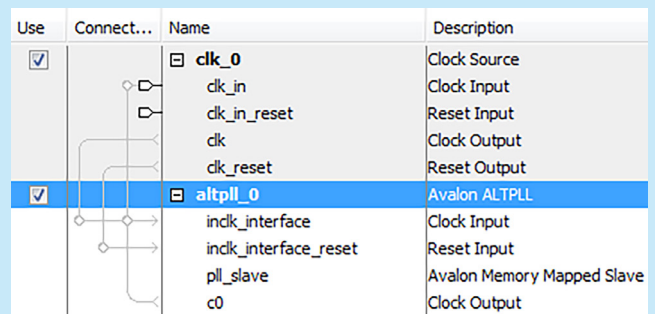 Use Connect... Name Description
clk_0 Clock Source
clk_in Clock Input
clk_in_reset Reset Input
clk Clock Output
clk_reset Reset Output
altpll_0 Avalon ALTPLL
inclk_interface Clock Input
inclk_interface_reset Reset Input
pll_slave Avalon Memory Mapped Slave
c0 Clock Output